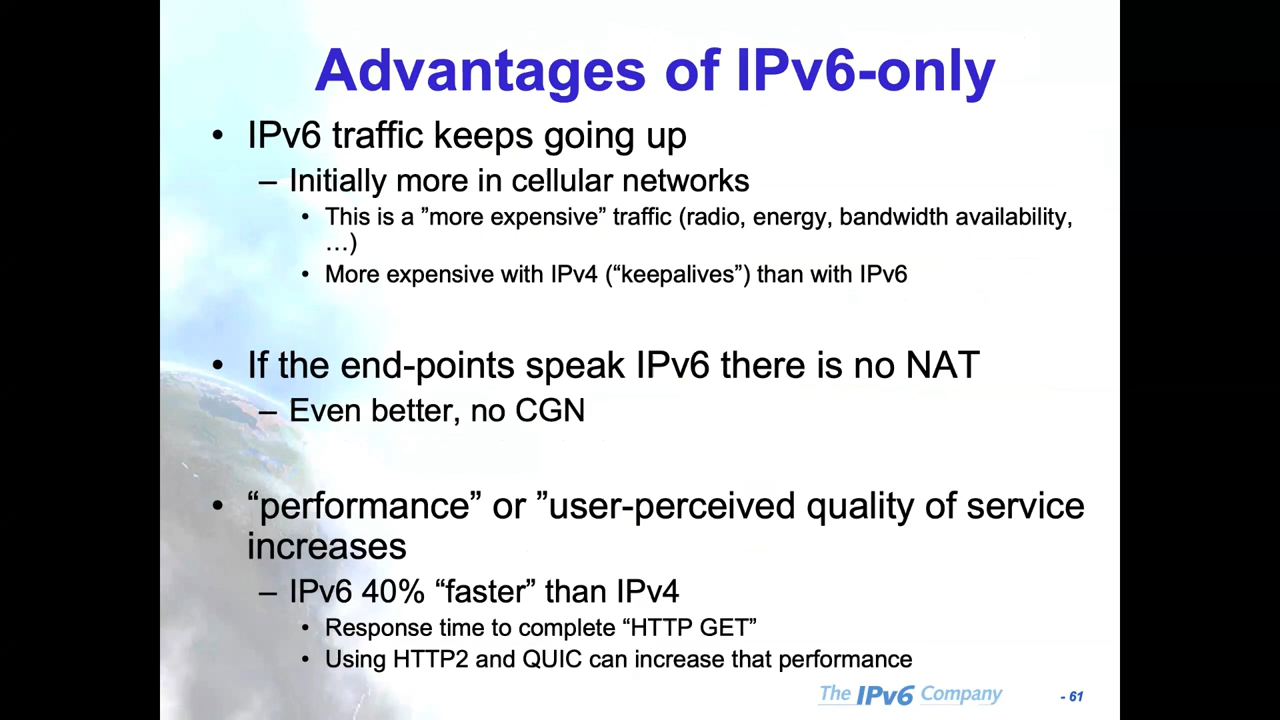 Advantages of IPv6-only
• IPv6 traffic keeps going up
– Initially more in cellular networks
• This is a ”more expensive” traffic (radio, energy, bandwidth availability,
…)
• More expensive with IPv4 (“keepalives”) than with IPv6
• If the end-points speak IPv6 there is no NAT
– Even better, no CGN
• “performance” or ”user-perceived quality of service
increases
– IPv6 40% “faster” than IPv4
• Response time to complete “HTTP GET”
• Using HTTP2 and QUIC can increase that performance
The IPv6 Company
- 61